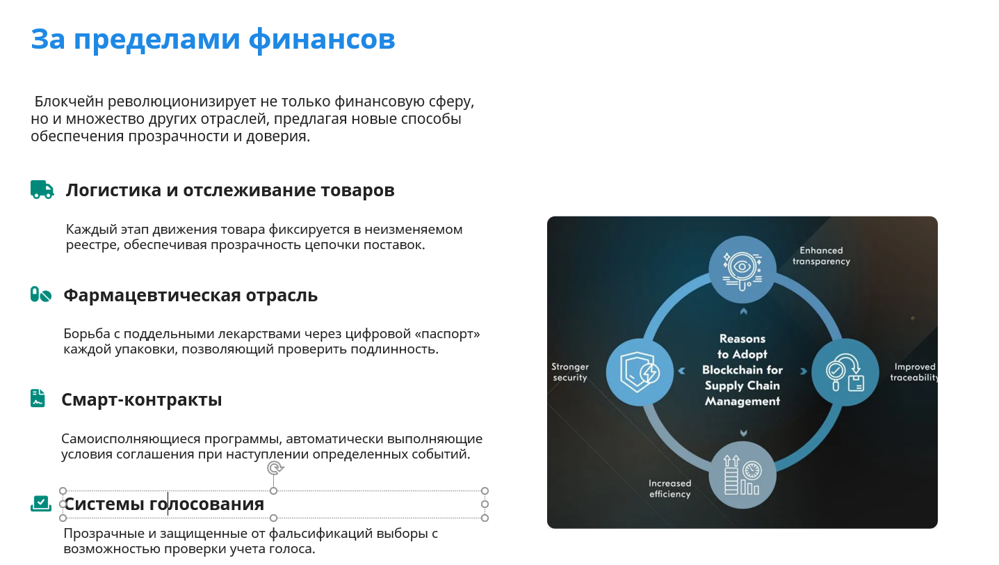 За пределами финансов
Блокчейн революционизирует не только финансовую сферу,
но и множество других отраслей, предлагая новые способы
обеспечения прозрачности и доверия.
Логистика и отслеживание товаров
Каждый этап движения товара фиксируется в неизменяемом
реестре, обеспечивая прозрачность цепочки поставок.
Фармацевтическая отрасль
Борьба с поддельными лекарствами через цифровой «паспорт»
каждой упаковки, позволяющий проверить подлинность.
Смарт-контракты
Самоисполняющиеся программы, автоматически выполняющие
условия соглашения при наступлении определенных событий.
Системы голосования
Прозрачные и защищенные от фальсификаций выборы с
возможностью проверки учета голоса.
Enhanced
transparency
Reasons
to Adopt
Blockchain for
Supply Chain
Management
Stronger
security
Improved
traceability
Increased
efficiency